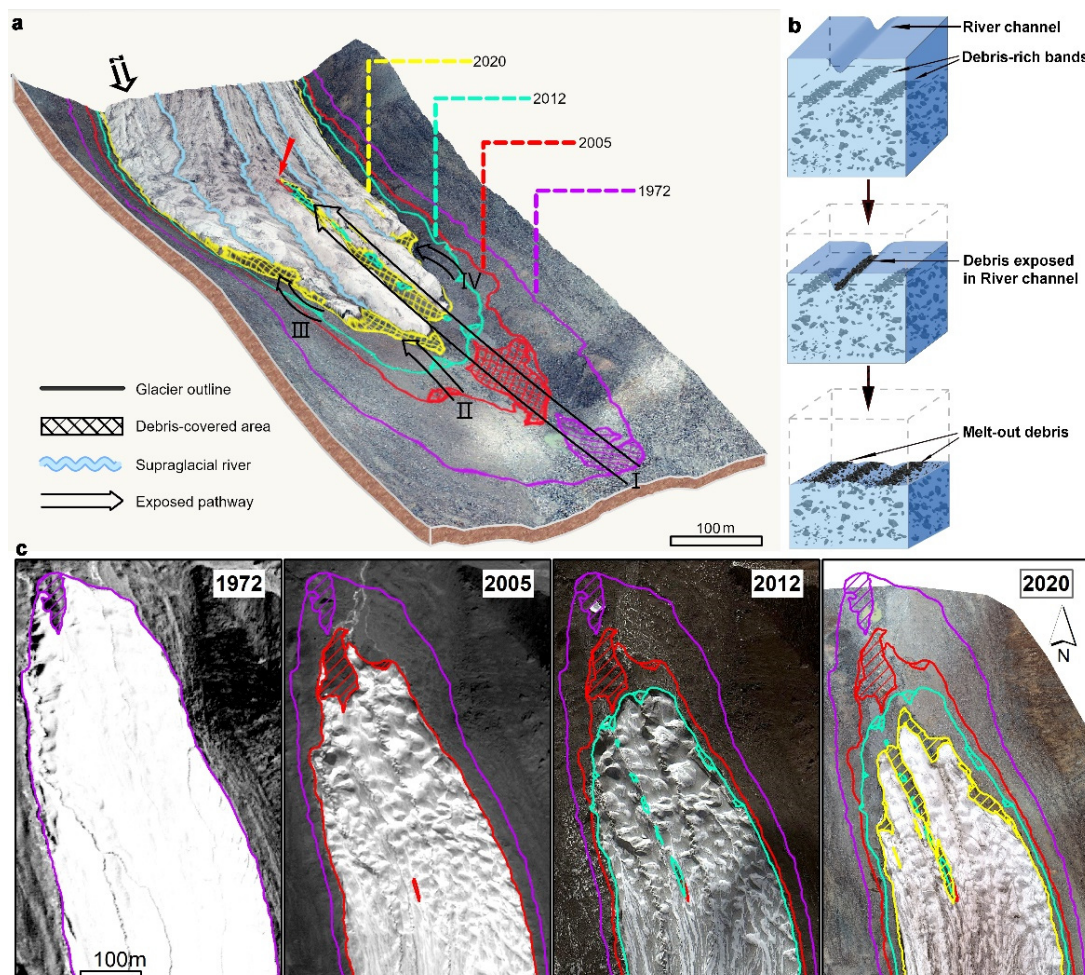 a
2020
2012
2005
1972
IV
III
II
I
Glacier outline
Debris-covered area
Supraglacial river
Exposed pathway
100m
b
River channel
Debris-rich bands
Debris exposed
in River channel
Melt-out debris
c
1972
2005
2012
2020
N
100m